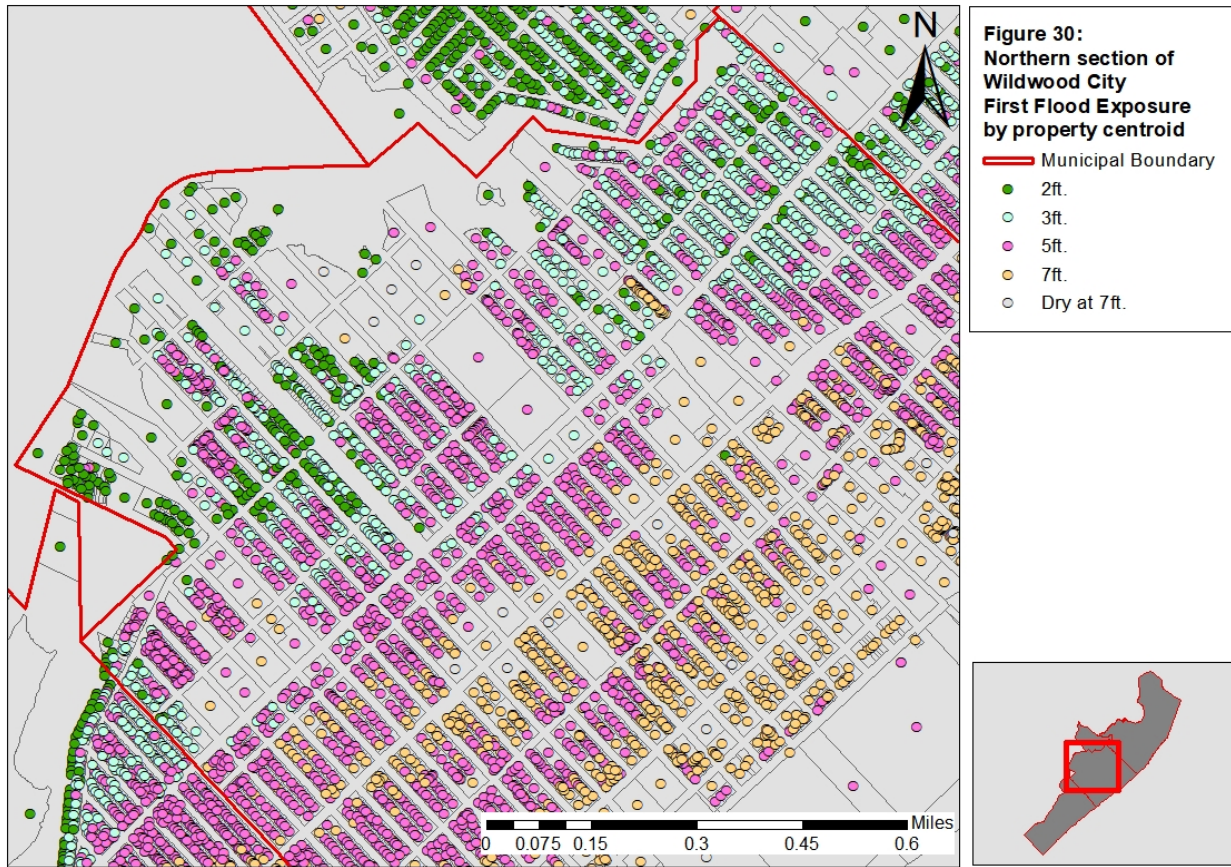 N
Figure 30:
Northern section of
Wildwood City
First Flood Exposure
by property centroid
Municipal Boundary
2ft.
3ft.
5ft.
7ft.
Dry at 7ft.
Miles
0 0.075 0.15 0.3 0.45 0.6